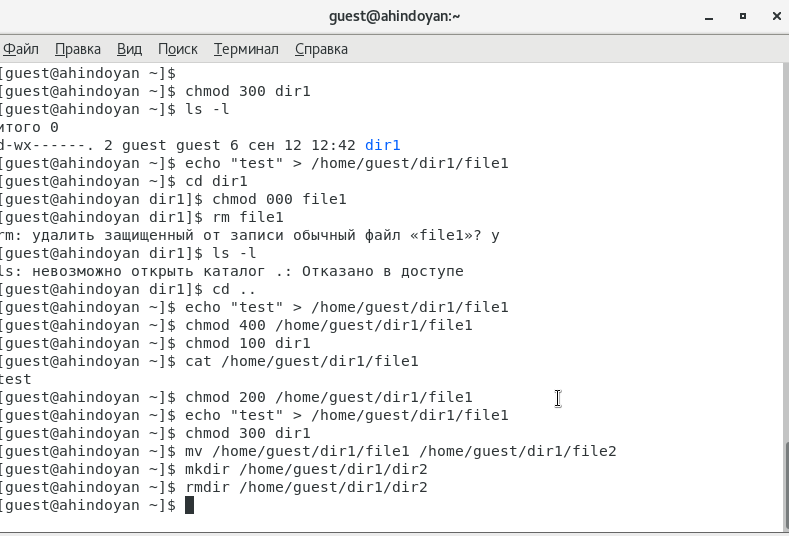 guest@ahindoyan:~
Файл Правка Вид Поиск Терминал Справка
[guest@ahindoyan ~]$
[guest@ahindoyan ~]$ chmod 300 dir1
[guest@ahindoyan ~]$ ls -l
итого 0
d-wx------. 2 guest guest 6 сен 12 12:42 dir1
[guest@ahindoyan ~]$ echo "test" > /home/guest/dir1/file1
[guest@ahindoyan ~]$ cd dir1
[guest@ahindoyan dir1]$ chmod 000 file1
[guest@ahindoyan dir1]$ rm file1
rm: удалить защищенный от записи обычный файл «file1»? y
[guest@ahindoyan dir1]$ ls -l
ls: невозможно открыть каталог .: Отказано в доступе
[guest@ahindoyan dir1]$ cd ..
[guest@ahindoyan ~]$ echo "test" > /home/guest/dir1/file1
[guest@ahindoyan ~]$ chmod 400 /home/guest/dir1/file1
[guest@ahindoyan ~]$ chmod 100 dir1
[guest@ahindoyan ~]$ cat /home/guest/dir1/file1
test
[guest@ahindoyan ~]$ chmod 200 /home/guest/dir1/file1
[guest@ahindoyan ~]$ echo "test" > /home/guest/dir1/file1
[guest@ahindoyan ~]$ chmod 300 dir1
[guest@ahindoyan ~]$ mv /home/guest/dir1/file1 /home/guest/dir1/file2
[guest@ahindoyan ~]$ mkdir /home/guest/dir1/dir2
[guest@ahindoyan ~]$ rmdir /home/guest/dir1/dir2
[guest@ahindoyan ~]$